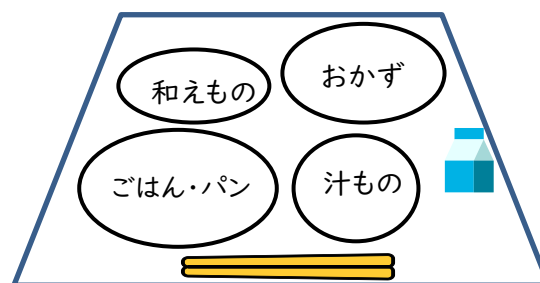 和えもの
おかず
ごはん・パン
汁もの